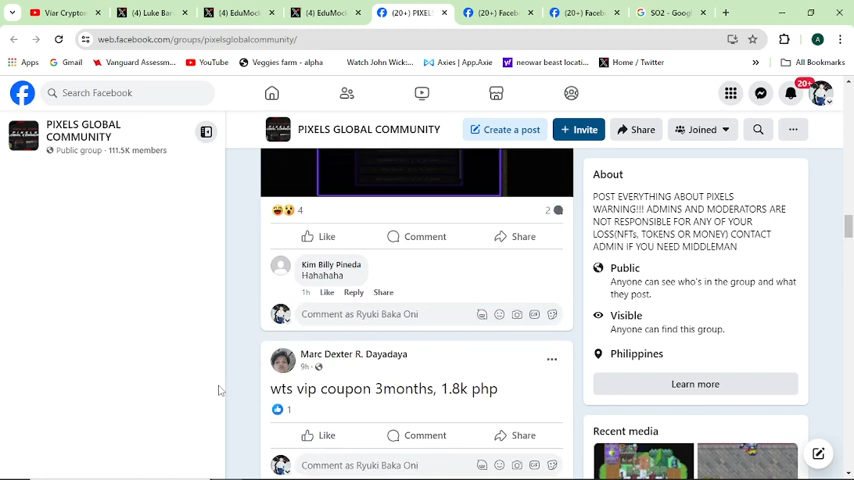 Viar Crypto
(4) Luke Bar
(4) EduMoc
(4) EduMoc
(20+) PIXEL
(20+) Faceb
(20+) Faceb
SO2 - Goog
web.facebook.com/groups/pixelsglobalcommunity/
Apps
Gmail
Vanguard Assessm...
YouTube
Veggies farm - alpha
Watch John Wick:...
Axies | App.Axie
neowar beast locati...
Home / Twitter
All Bookmarks
Search Facebook
20+
PIXELS GLOBAL
COMMUNITY
Public group · 111.5K members
PIXELS GLOBAL COMMUNITY
Create a post
+ Invite
Share
Joined
4
2
Like
Comment
Share
Kim Billy Pineda
Hahahaha
1h Like Reply Share
Comment as Ryuki Baka Oni
Marc Dexter R. Dayadaya
9h ·
wts vip coupon 3months, 1.8k php
1
Like
Comment
Share
Comment as Ryuki Baka Oni
About
POST EVERYTHING ABOUT PIXELS
WARNING!!! ADMINS AND MODERATORS ARE
NOT RESPONSIBLE FOR ANY OF YOUR
LOSS(NFTs, TOKENS OR MONEY) CONTACT
ADMIN IF YOU NEED MIDDLEMAN
Public
Anyone can see who's in the group and what
they post.
Visible
Anyone can find this group.
Philippines
Learn more
Recent media